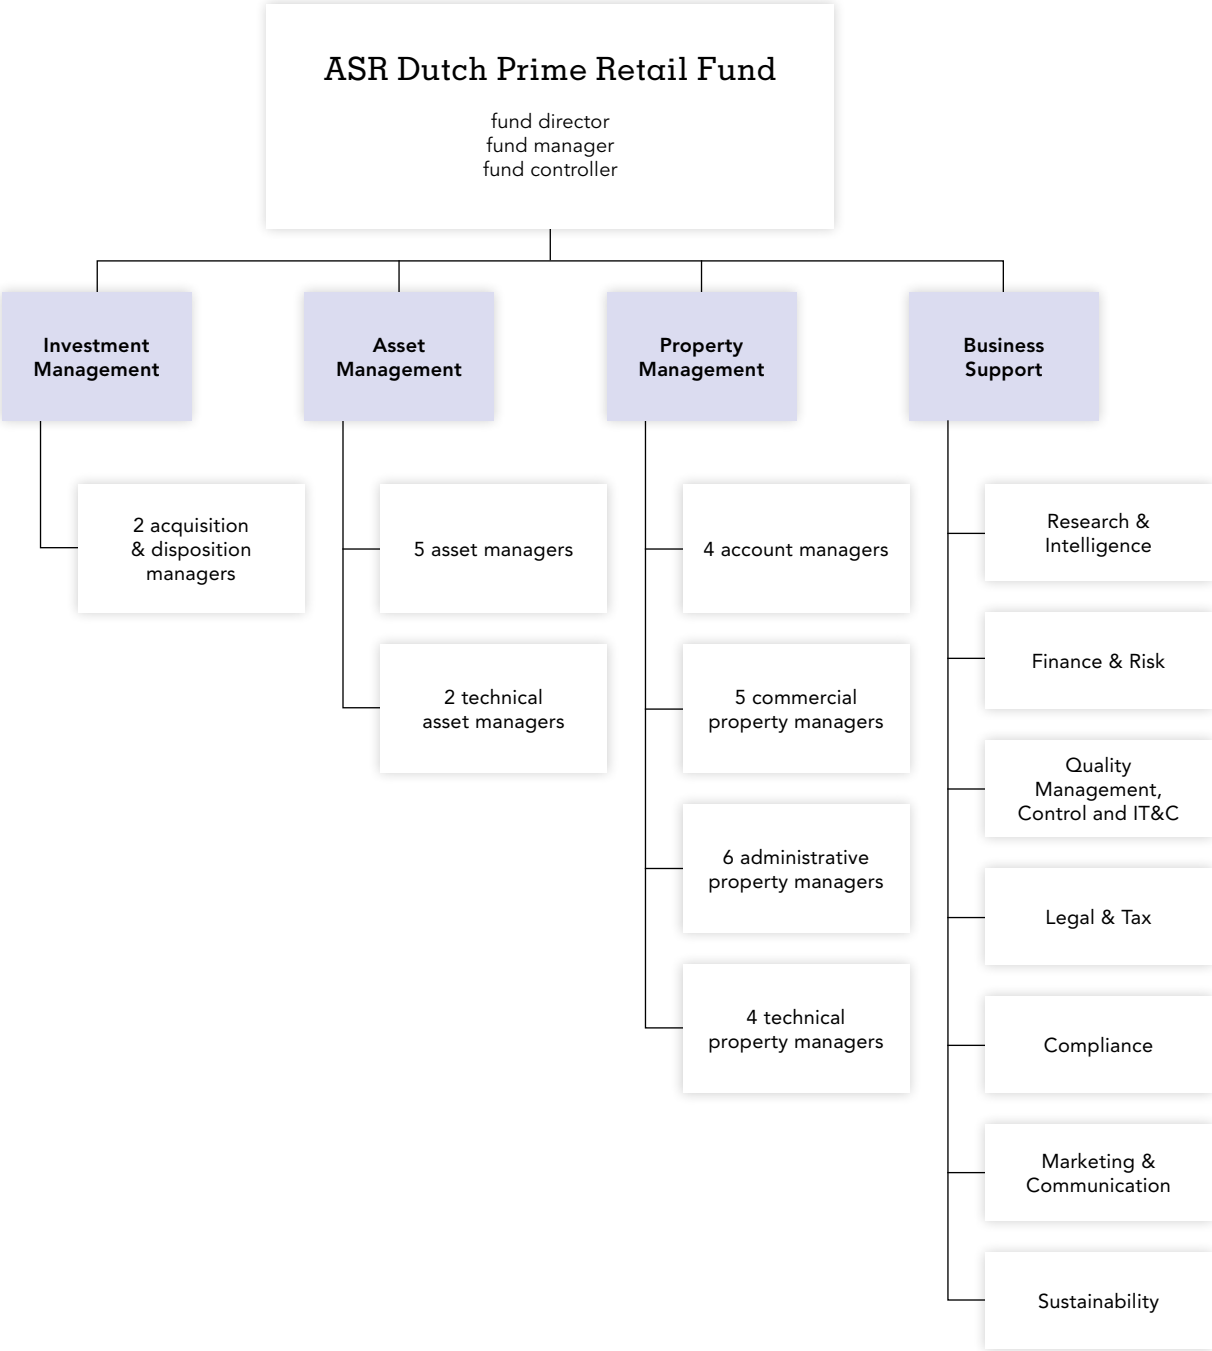 ASR Dutch Prime Retail Fund
fund director
fund manager
fund controller
Investment
Management
Asset
Management
Property
Management
Business
Support
2 acquisition
& disposition
managers
5 asset managers
2 technical
asset managers
4 account managers
5 commercial
property managers
6 administrative
property managers
4 technical
property managers
Research &
Intelligence
Finance & Risk
Quality
Management,
Control and IT&C
Legal & Tax
Compliance
Marketing &
Communication
Sustainability